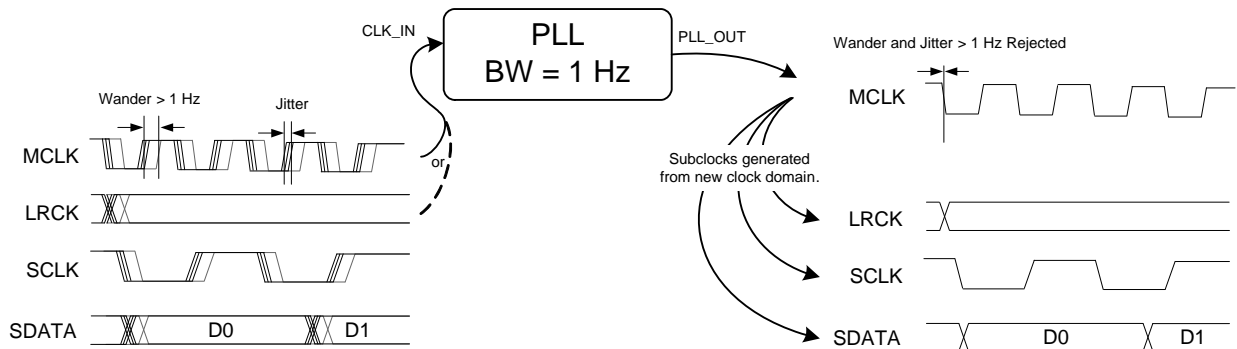 CLK_IN
PLL
BW = 1 Hz
PLL_OUT
Wander > 1 Hz
Jitter
MCLK
or
LRCK
SCLK
SDATA
D0
D1
Subclocks generated
from new clock domain.
Wander and Jitter > 1 Hz Rejected
MCLK
LRCK
SCLK
SDATA
D0
D1